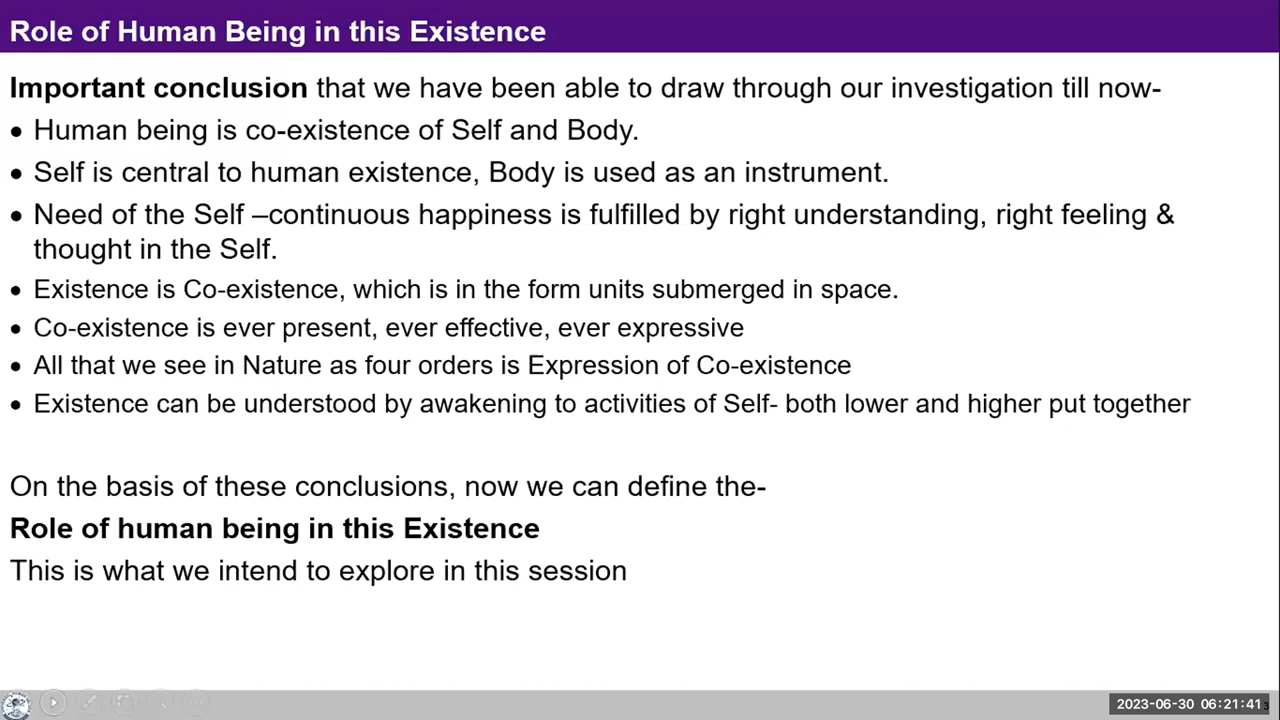 Role of Human Being in this Existence
Important conclusion that we have been able to draw through our investigation till now-
• Human being is co-existence of Self and Body.
• Self is central to human existence, Body is used as an instrument.
• Need of the Self –continuous happiness is fulfilled by right understanding, right feeling &
thought in the Self.
• Existence is Co-existence, which is in the form units submerged in space.
• Co-existence is ever present, ever effective, ever expressive
• All that we see in Nature as four orders is Expression of Co-existence
• Existence can be understood by awakening to activities of Self- both lower and higher put together
On the basis of these conclusions, now we can define the-
Role of human being in this Existence
This is what we intend to explore in this session
2023-06-30 06:21:41
3